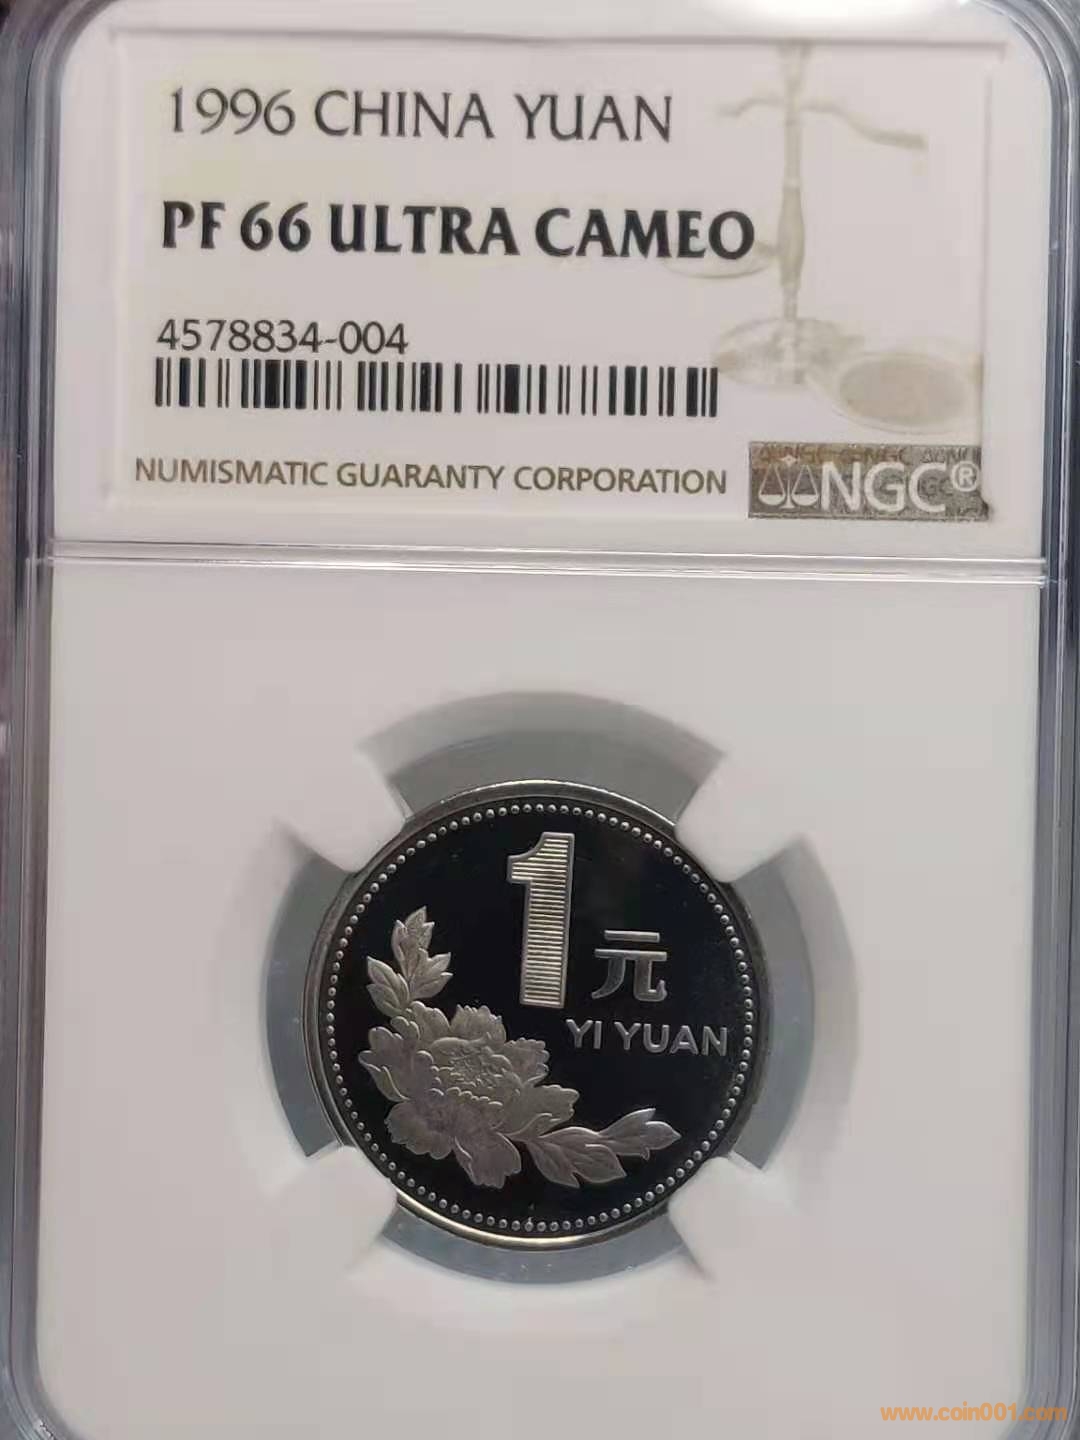 1996 CHINA YUAN
PF 66 ULTRA CAMEO
4578834-004
NUMISMATIC GUARANTY CORPORATION
NGC®
1
元
YI YUAN
www.coin001.com